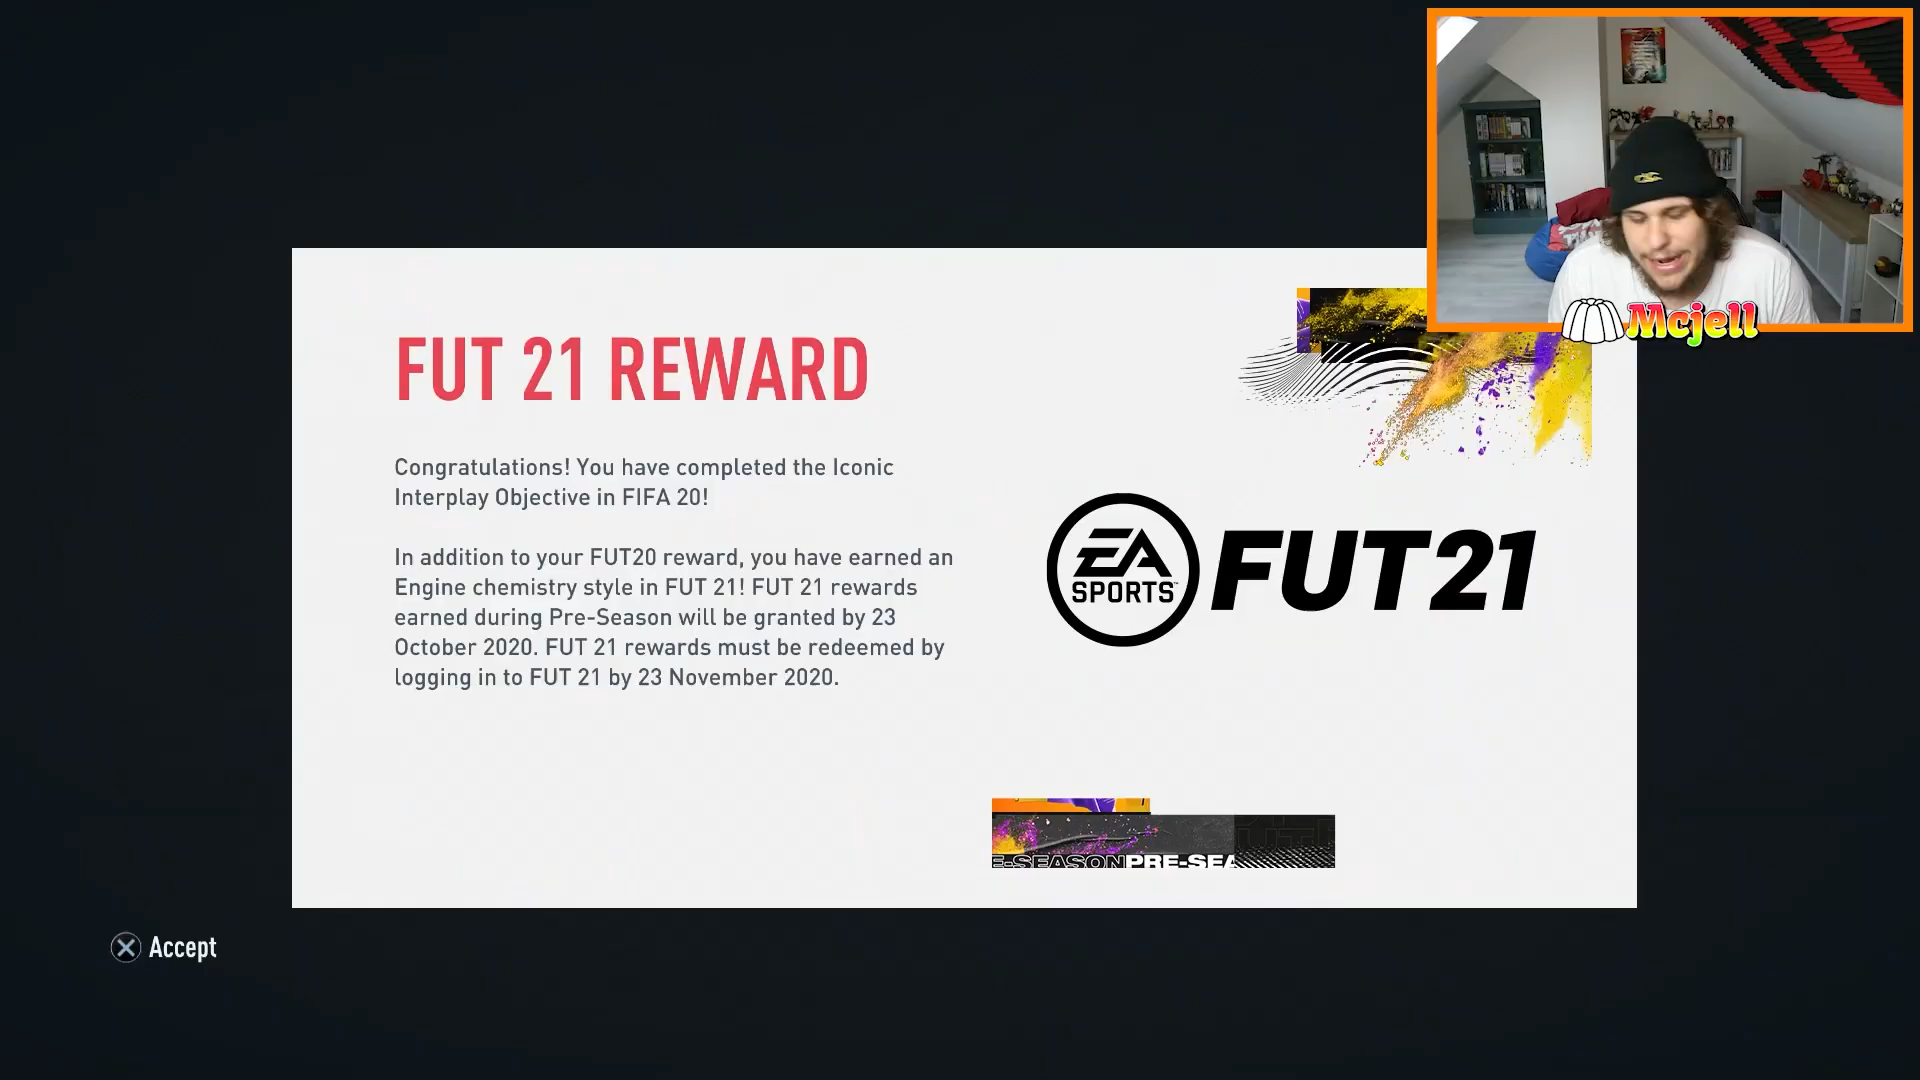 Mcjell
FUT 21 REWARD
Congratulations! You have completed the Iconic
Interplay Objective in FIFA 20!
In addition to your FUT20 reward, you have earned an
Engine chemistry style in FUT 21! FUT 21 rewards
earned during Pre-Season will be granted by 23
October 2020. FUT 21 rewards must be redeemed by
logging in to FUT 21 by 23 November 2020.
EA
SPORTS™
FUT21
E-SEASONPRE-SEA
Accept